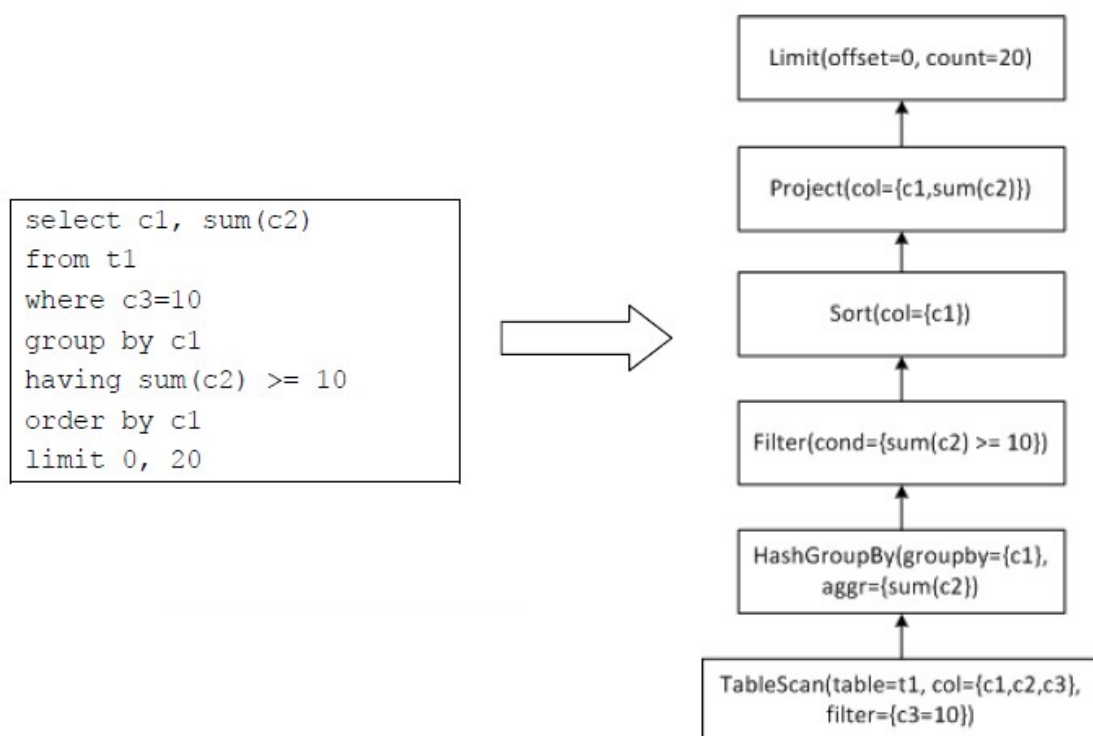 select c1, sum(c2)
from t1
where c3=10
group by c1
having sum(c2) >= 10
order by c1
limit 0, 20
Limit(offset=0, count=20)
Project(col={c1,sum(c2)})
Sort(col={c1})
Filter(cond={sum(c2) >= 10})
HashGroupBy(groupby={c1},
aggr={sum(c2})
TableScan(table=t1, col={c1,c2,c3},
filter={c3=10})